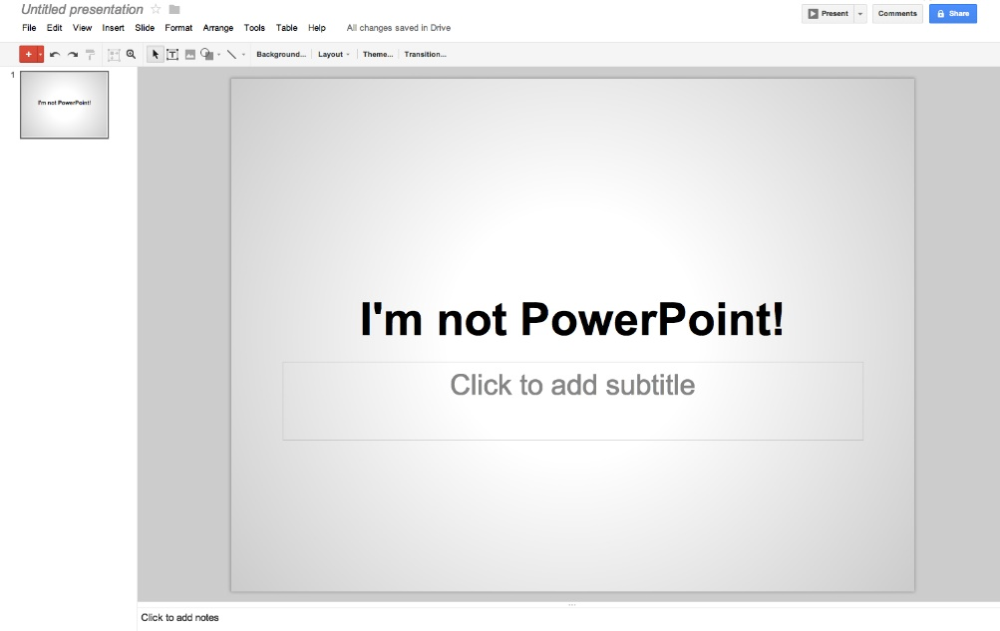 Untitled presentation
Present
Comments
Share
File Edit View Insert Slide Format Arrange Tools Table Help All changes saved in Drive
Background... Layout Theme... Transition...
1
I'm not PowerPoint!
I'm not PowerPoint!
Click to add subtitle
Click to add notes